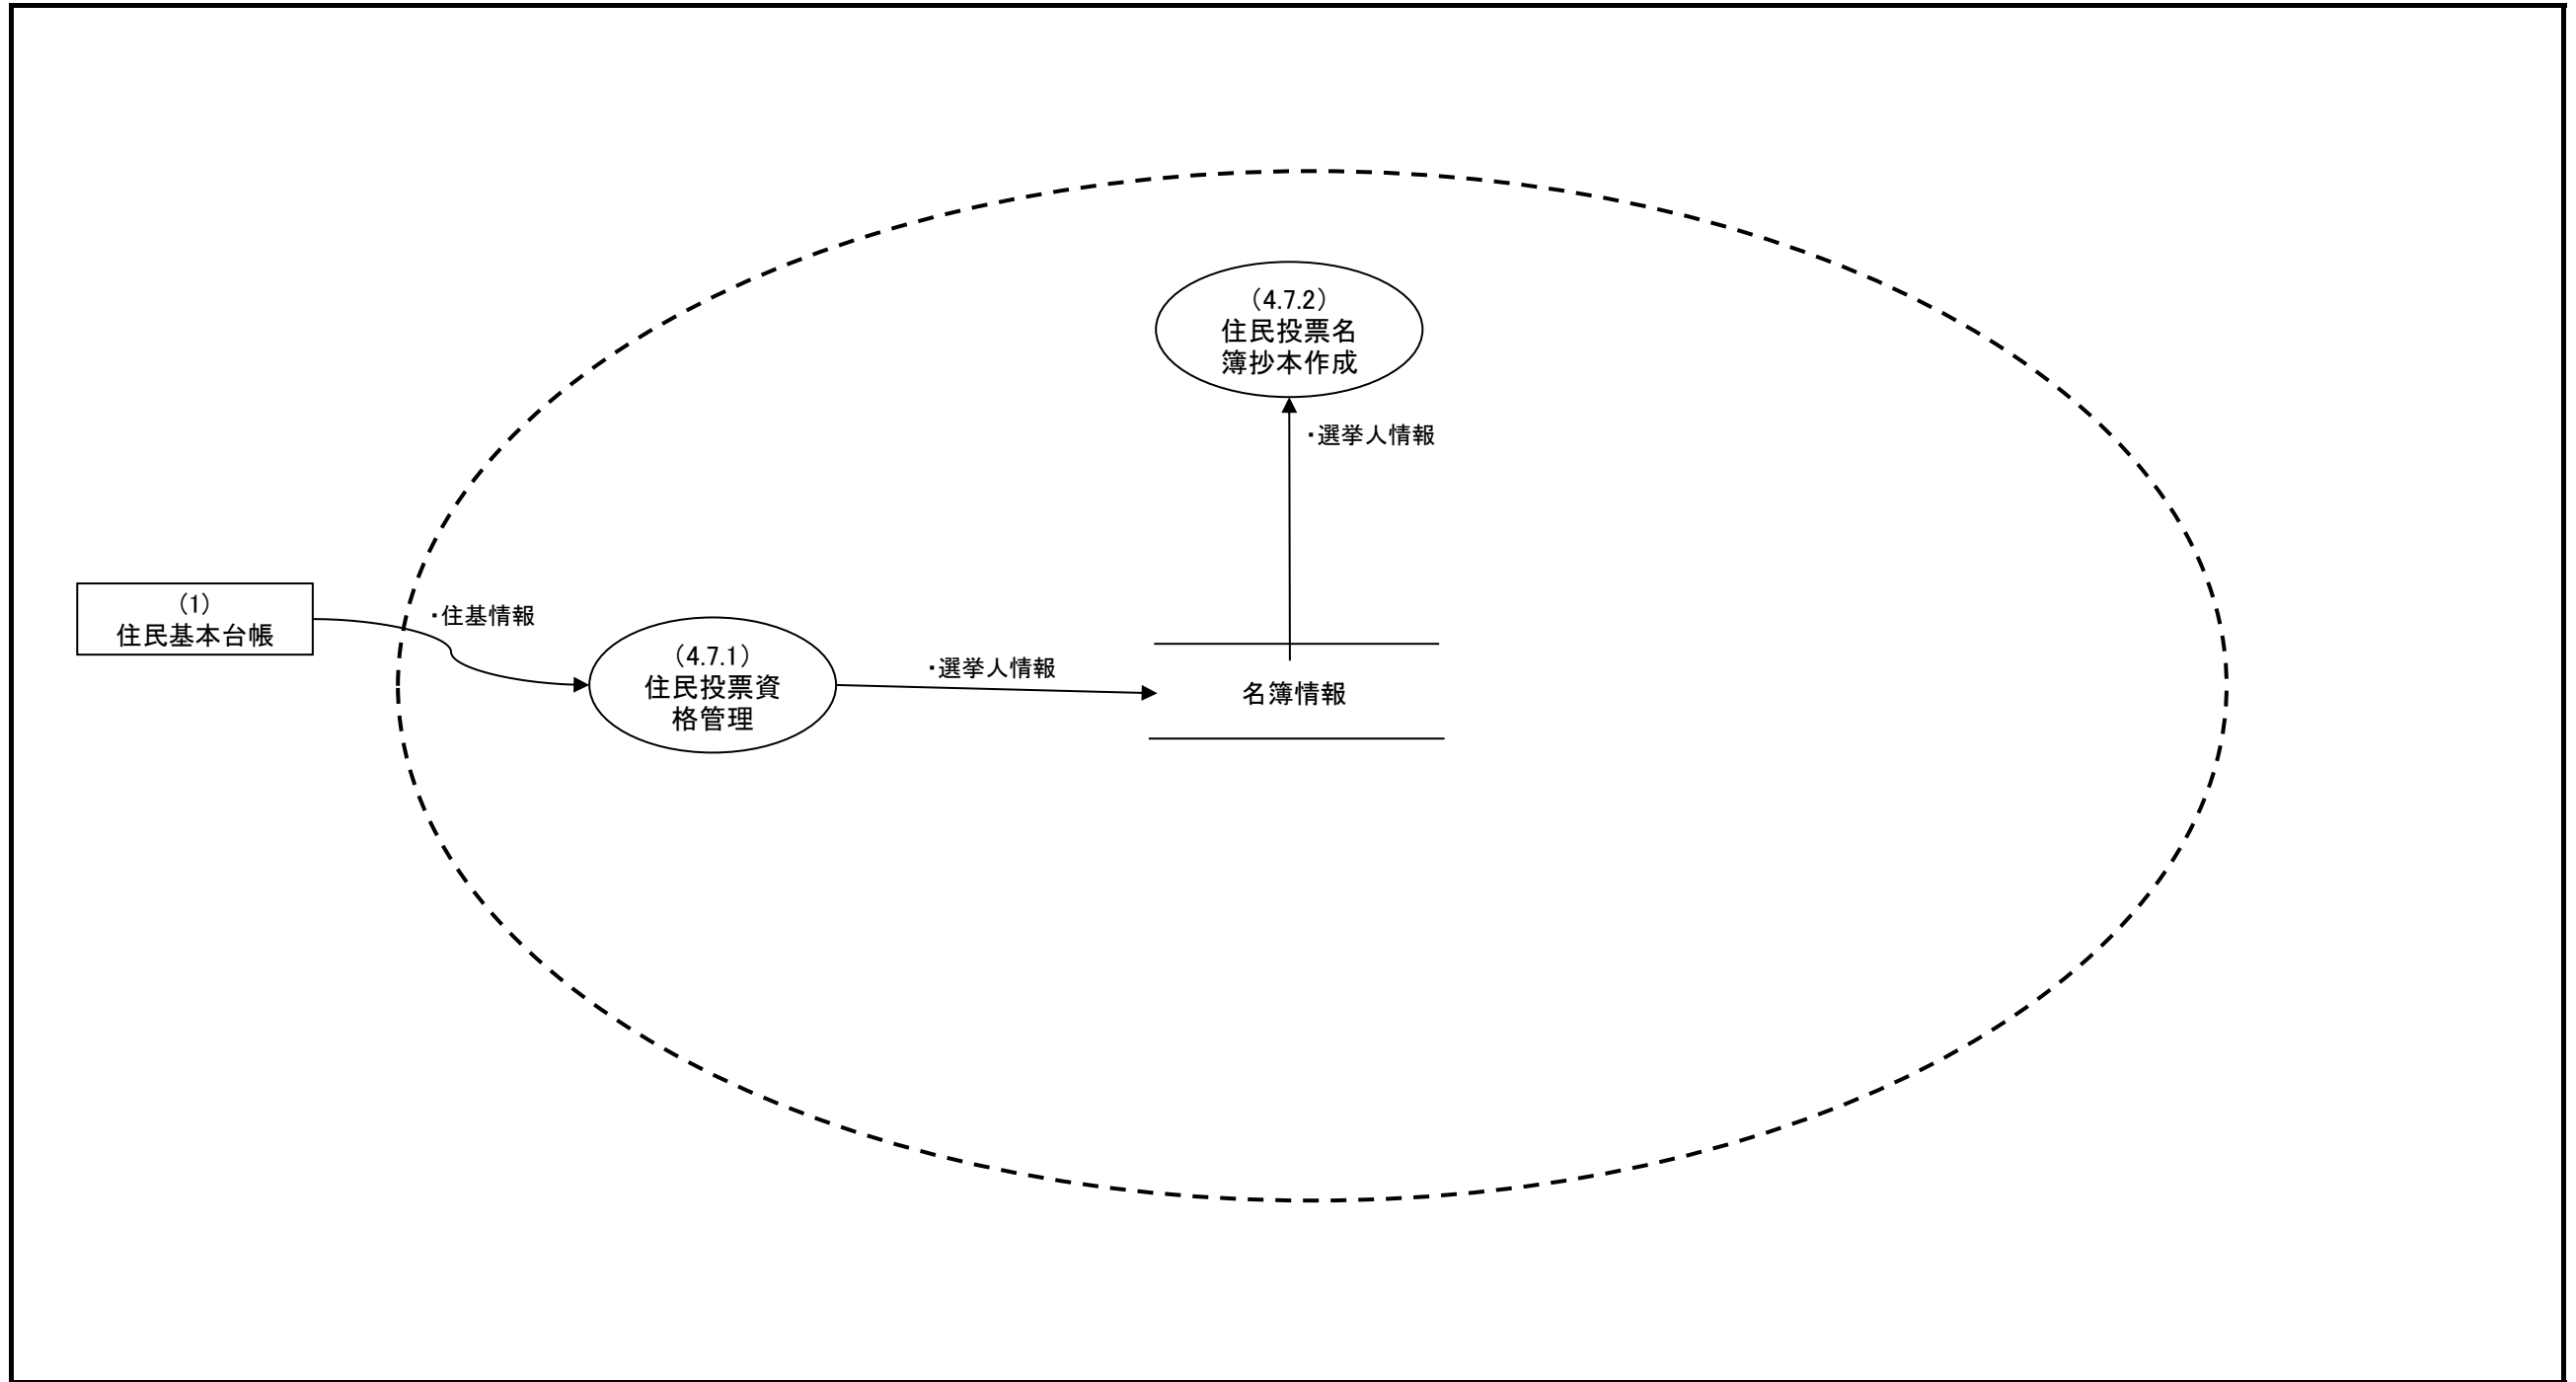 （4.7.2）
住民投票名
簿抄本作成
・選挙人情報
（1）
住民基本台帳
・住基情報
（4.7.1）
住民投票資
格管理
・選挙人情報
名簿情報